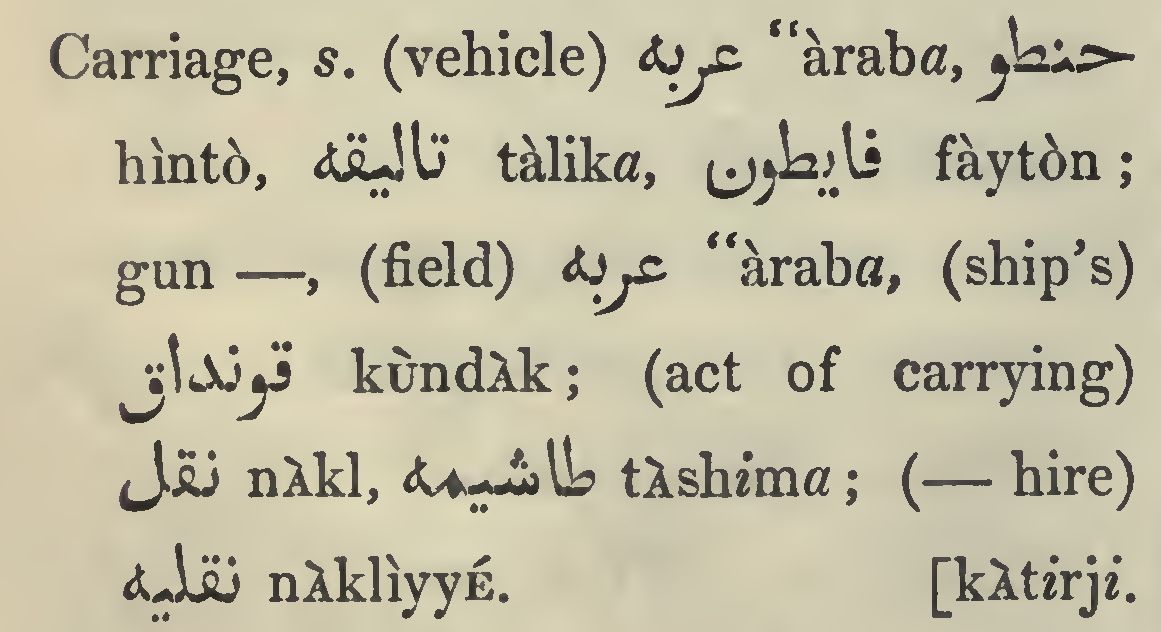 Carriage, s. (vehicle) عربه “àraba, حنطو
hìntò, تاليقه tàlika, فايطون fàytòn ;
gun —, (field) عربه “àraba, (ship’s)
قونداق kùndàk ; (act of carrying)
نقل nàkl, طاشيمه tàshima ; (— hire)
نقليه nàklìyyÉ. [kàtirji.